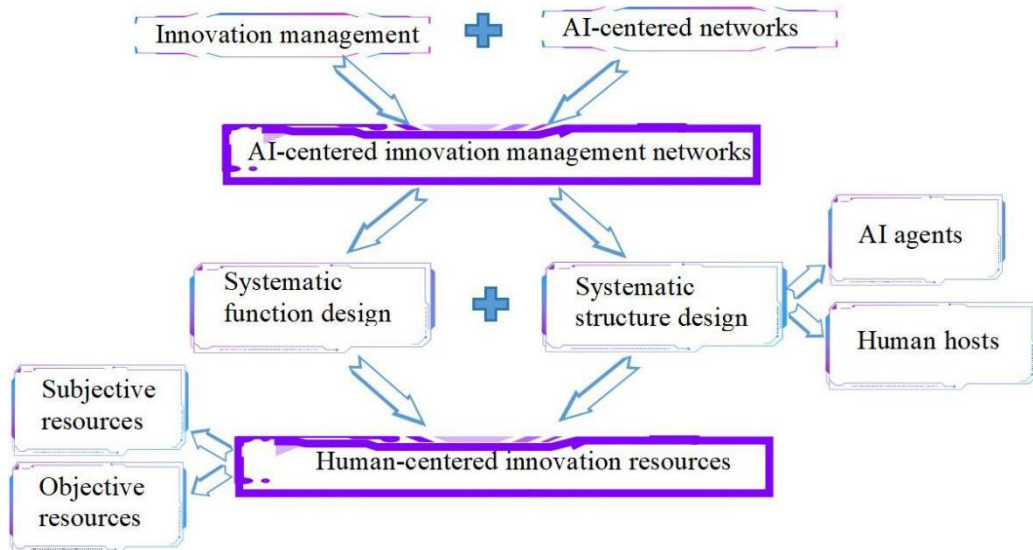 Innovation management
AI-centered networks
AI-centered innovation management networks
Systematic
function design
Systematic
structure design
AI agents
Human hosts
Subjective
resources
Objective
resources
Human-centered innovation resources